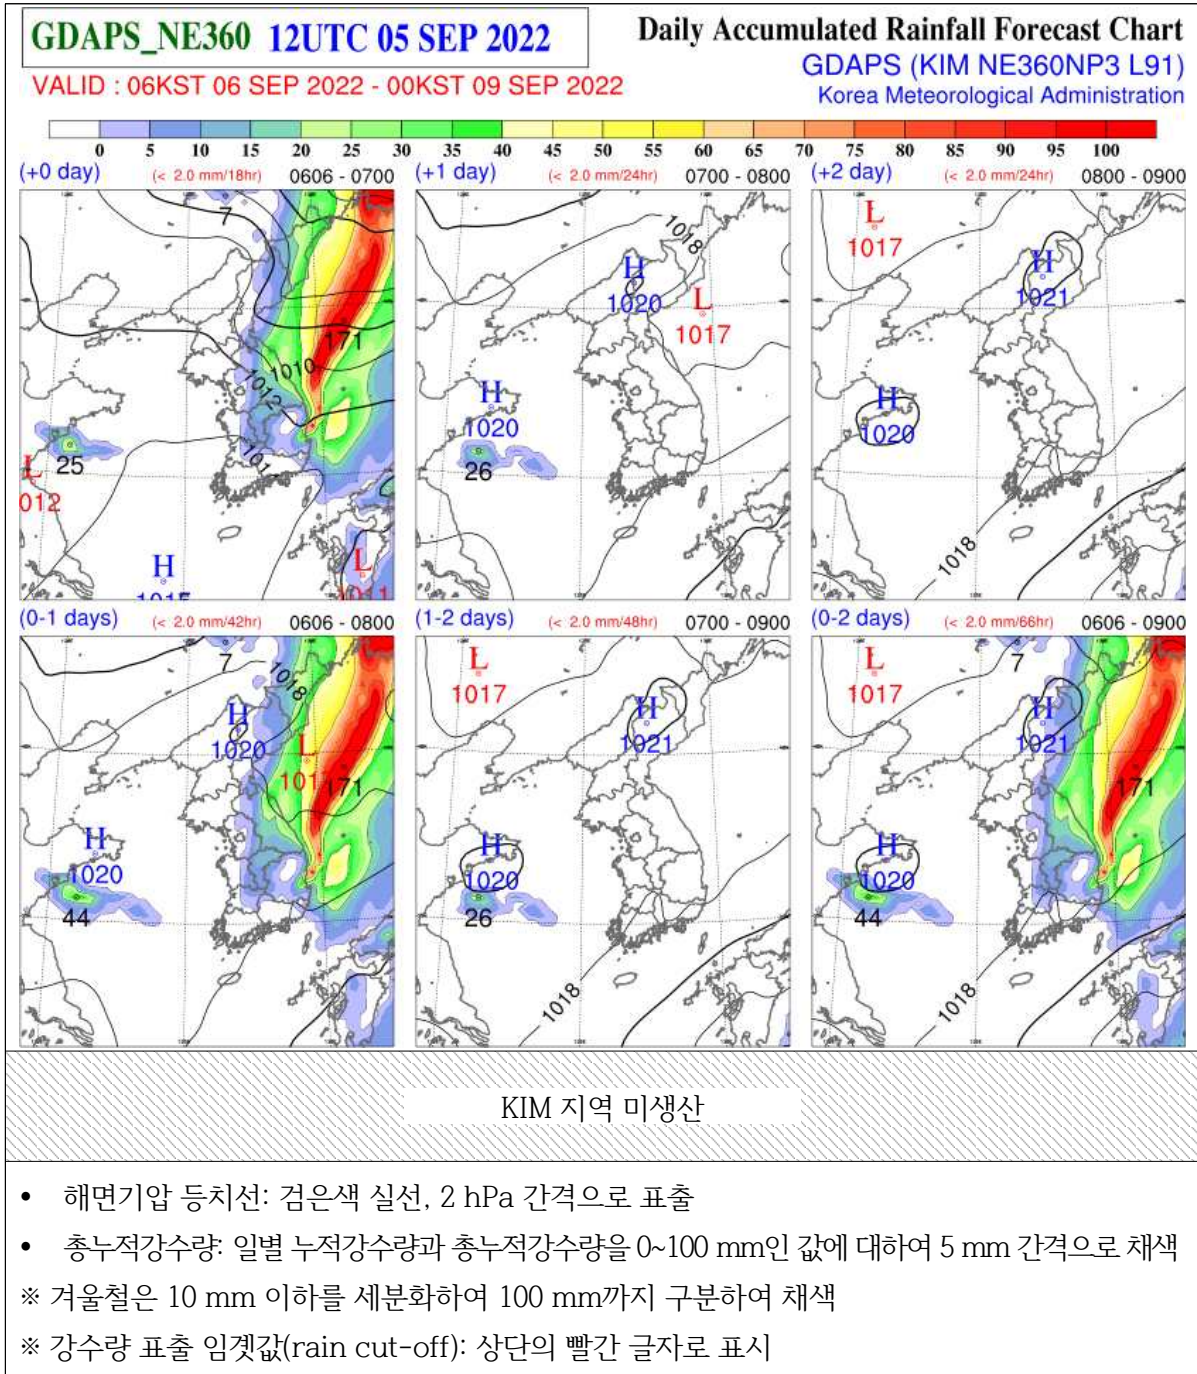 GDAPS_NE360 12UTC 05 SEP 2022
Daily Accumulated Rainfall Forecast Chart
GDAPS (KIM NE360NP3 L91)
VALID : 06KST 06 SEP 2022 - 00KST 09 SEP 2022
Korea Meteorological Administration
0 5 10 15 20 25 30 35 40 45 50 55 60 65 70 75 80 85 90 95 100
(+0 day) (< 2.0 mm/18hr) 0606 - 0700
7
171
1010
1012
25
L
012
H
L
(+1 day) (< 2.0 mm/24hr) 0700 - 0800
1018
H
1020
L
1017
H
1020
26
(+2 day) (< 2.0 mm/24hr) 0800 - 0900
L
1017
H
1021
H
1020
1018
(0-1 days) (< 2.0 mm/42hr) 0606 - 0800
7
1018
H
1020
L
171
H
1020
44
(1-2 days) (< 2.0 mm/48hr) 0700 - 0900
L
1017
H
1021
H
1020
26
1018
(0-2 days) (< 2.0 mm/66hr) 0606 - 0900
7
L
1017
H
1021
171
H
1020
44
1018
KIM 지역 미생산
• 해면기압 등치선: 검은색 실선, 2 hPa 간격으로 표출
• 총누적강수량: 일별 누적강수량과 총누적강수량을 0~100 mm인 값에 대하여 5 mm 간격으로 채색
※ 겨울철은 10 mm 이하를 세분화하여 100 mm까지 구분하여 채색
※ 강수량 표출 임곗값(rain cut-off): 상단의 빨간 글자로 표시